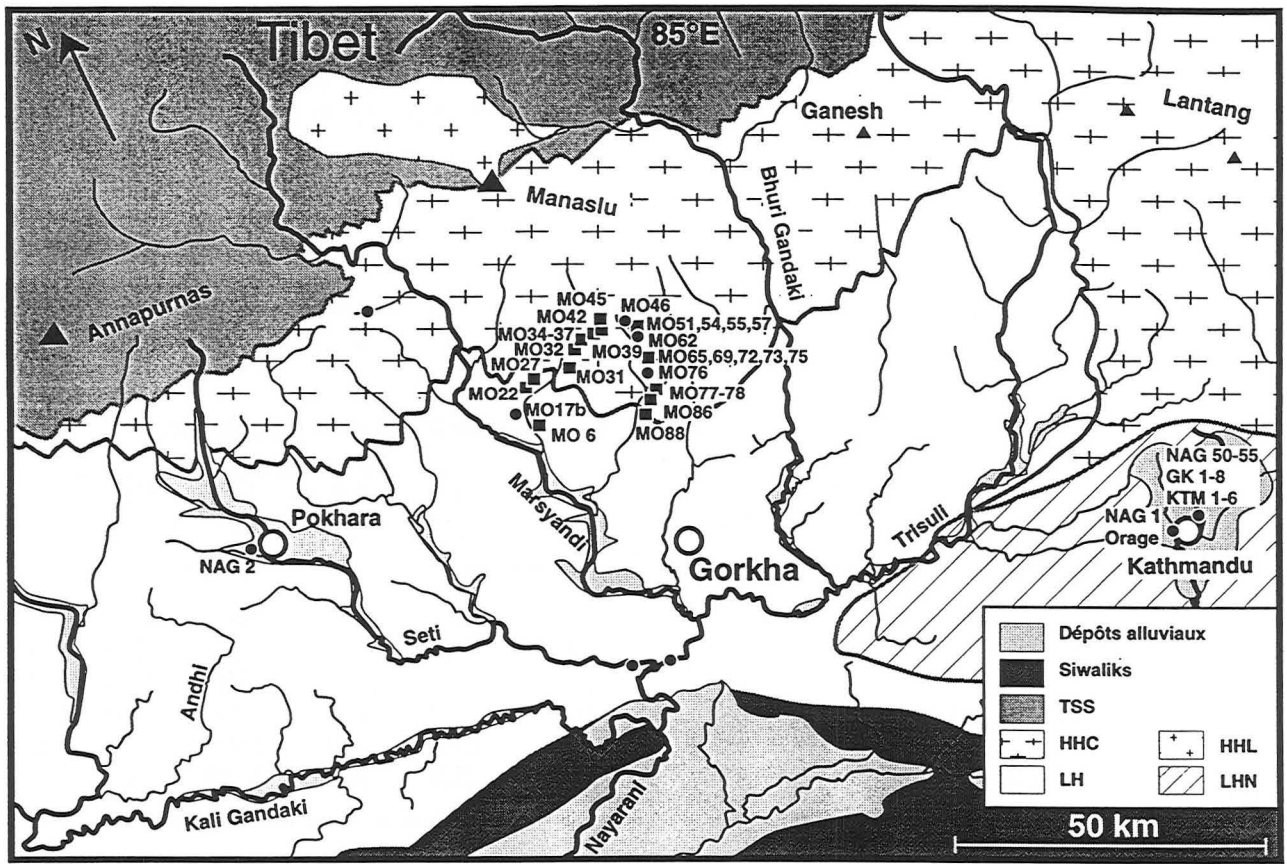 N
Tibet
85°E
Ganesh
Lantang
Manaslu
Bhuri Gandaki
Annapurnas
MO45
MO46
MO42
MO51,54,55,57
MO34-37
MO62
MO32
MO39
MO65,69,72,73,75
MO27
MO31
MO76
MO22
MO77-78
MO17b
MO86
MO 6
MO88
NAG 50-55
GK 1-8
KTM 1-6
NAG 1
Orage
Kathmandu
Pokhara
Marsyandi
Trisuli
NAG 2
Gorkha
Seti
Andhi
Kali Gandaki
Nayarani
Dépôts alluviaux
Siwaliks
TSS
HHC
HHL
LH
LHN
50 km